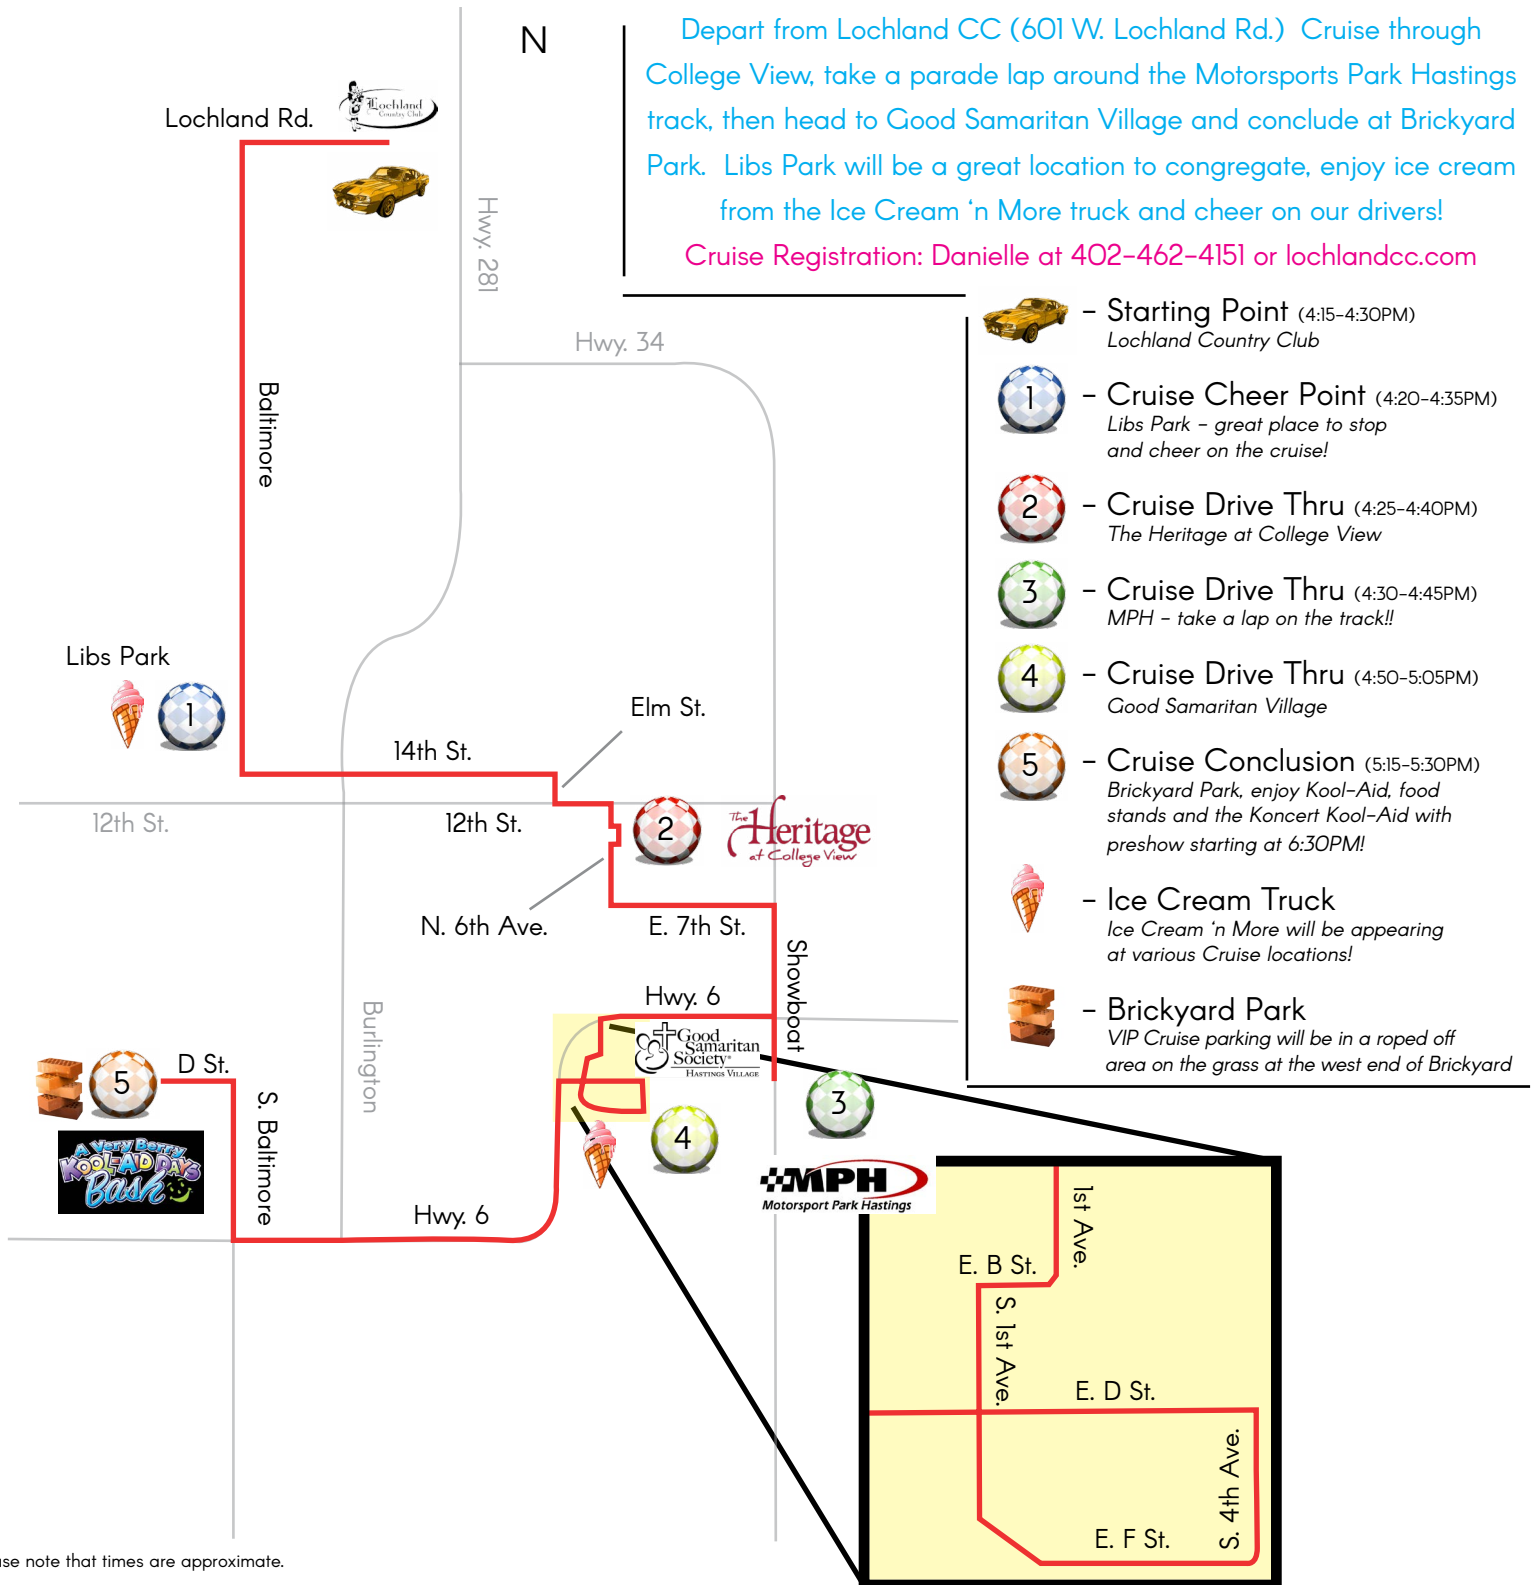 N
Depart from Lochland CC (601 W. Lochland Rd.) Cruise through
College View, take a parade lap around the Motorsports Park Hastings
track, then head to Good Samaritan Village and conclude at Brickyard
Park. Libs Park will be a great location to congregate, enjoy ice cream
from the Ice Cream ‘n More truck and cheer on our drivers!
Cruise Registration: Danielle at 402-462-4151 or lochlandcc.com
Lochland
Country Club
Lochland Rd.
Hwy. 281
Hwy. 34
Baltimore
- Starting Point (4:15-4:30PM)
Lochland Country Club
1
- Cruise Cheer Point (4:20-4:35PM)
Libs Park - great place to stop
and cheer on the cruise!
2
- Cruise Drive Thru (4:25-4:40PM)
The Heritage at College View
3
- Cruise Drive Thru (4:30-4:45PM)
MPH - take a lap on the track!!
4
- Cruise Drive Thru (4:50-5:05PM)
Good Samaritan Village
5
- Cruise Conclusion (5:15-5:30PM)
Brickyard Park, enjoy Kool-Aid, food
stands and the Koncert Kool-Aid with
preshow starting at 6:30PM!
- Ice Cream Truck
Ice Cream ‘n More will be appearing
at various Cruise locations!
- Brickyard Park
VIP Cruise parking will be in a roped off
area on the grass at the west end of Brickyard
Libs Park
1
Elm St.
14th St.
12th St.
12th St.
2
The Heritage
at College View
N. 6th Ave.
E. 7th St.
Showboat
Hwy. 6
Burlington
Good
Samaritan
Society®
HASTINGS VILLAGE
D St.
5
S. Baltimore
3
4
A Very Berry
KOOL-AID DAYS
Bash
MPH
Motorsport Park Hastings
Hwy. 6
1st Ave.
E. B St.
S. 1st Ave.
E. D St.
S. 4th Ave.
E. F St.
note that times are approximate.